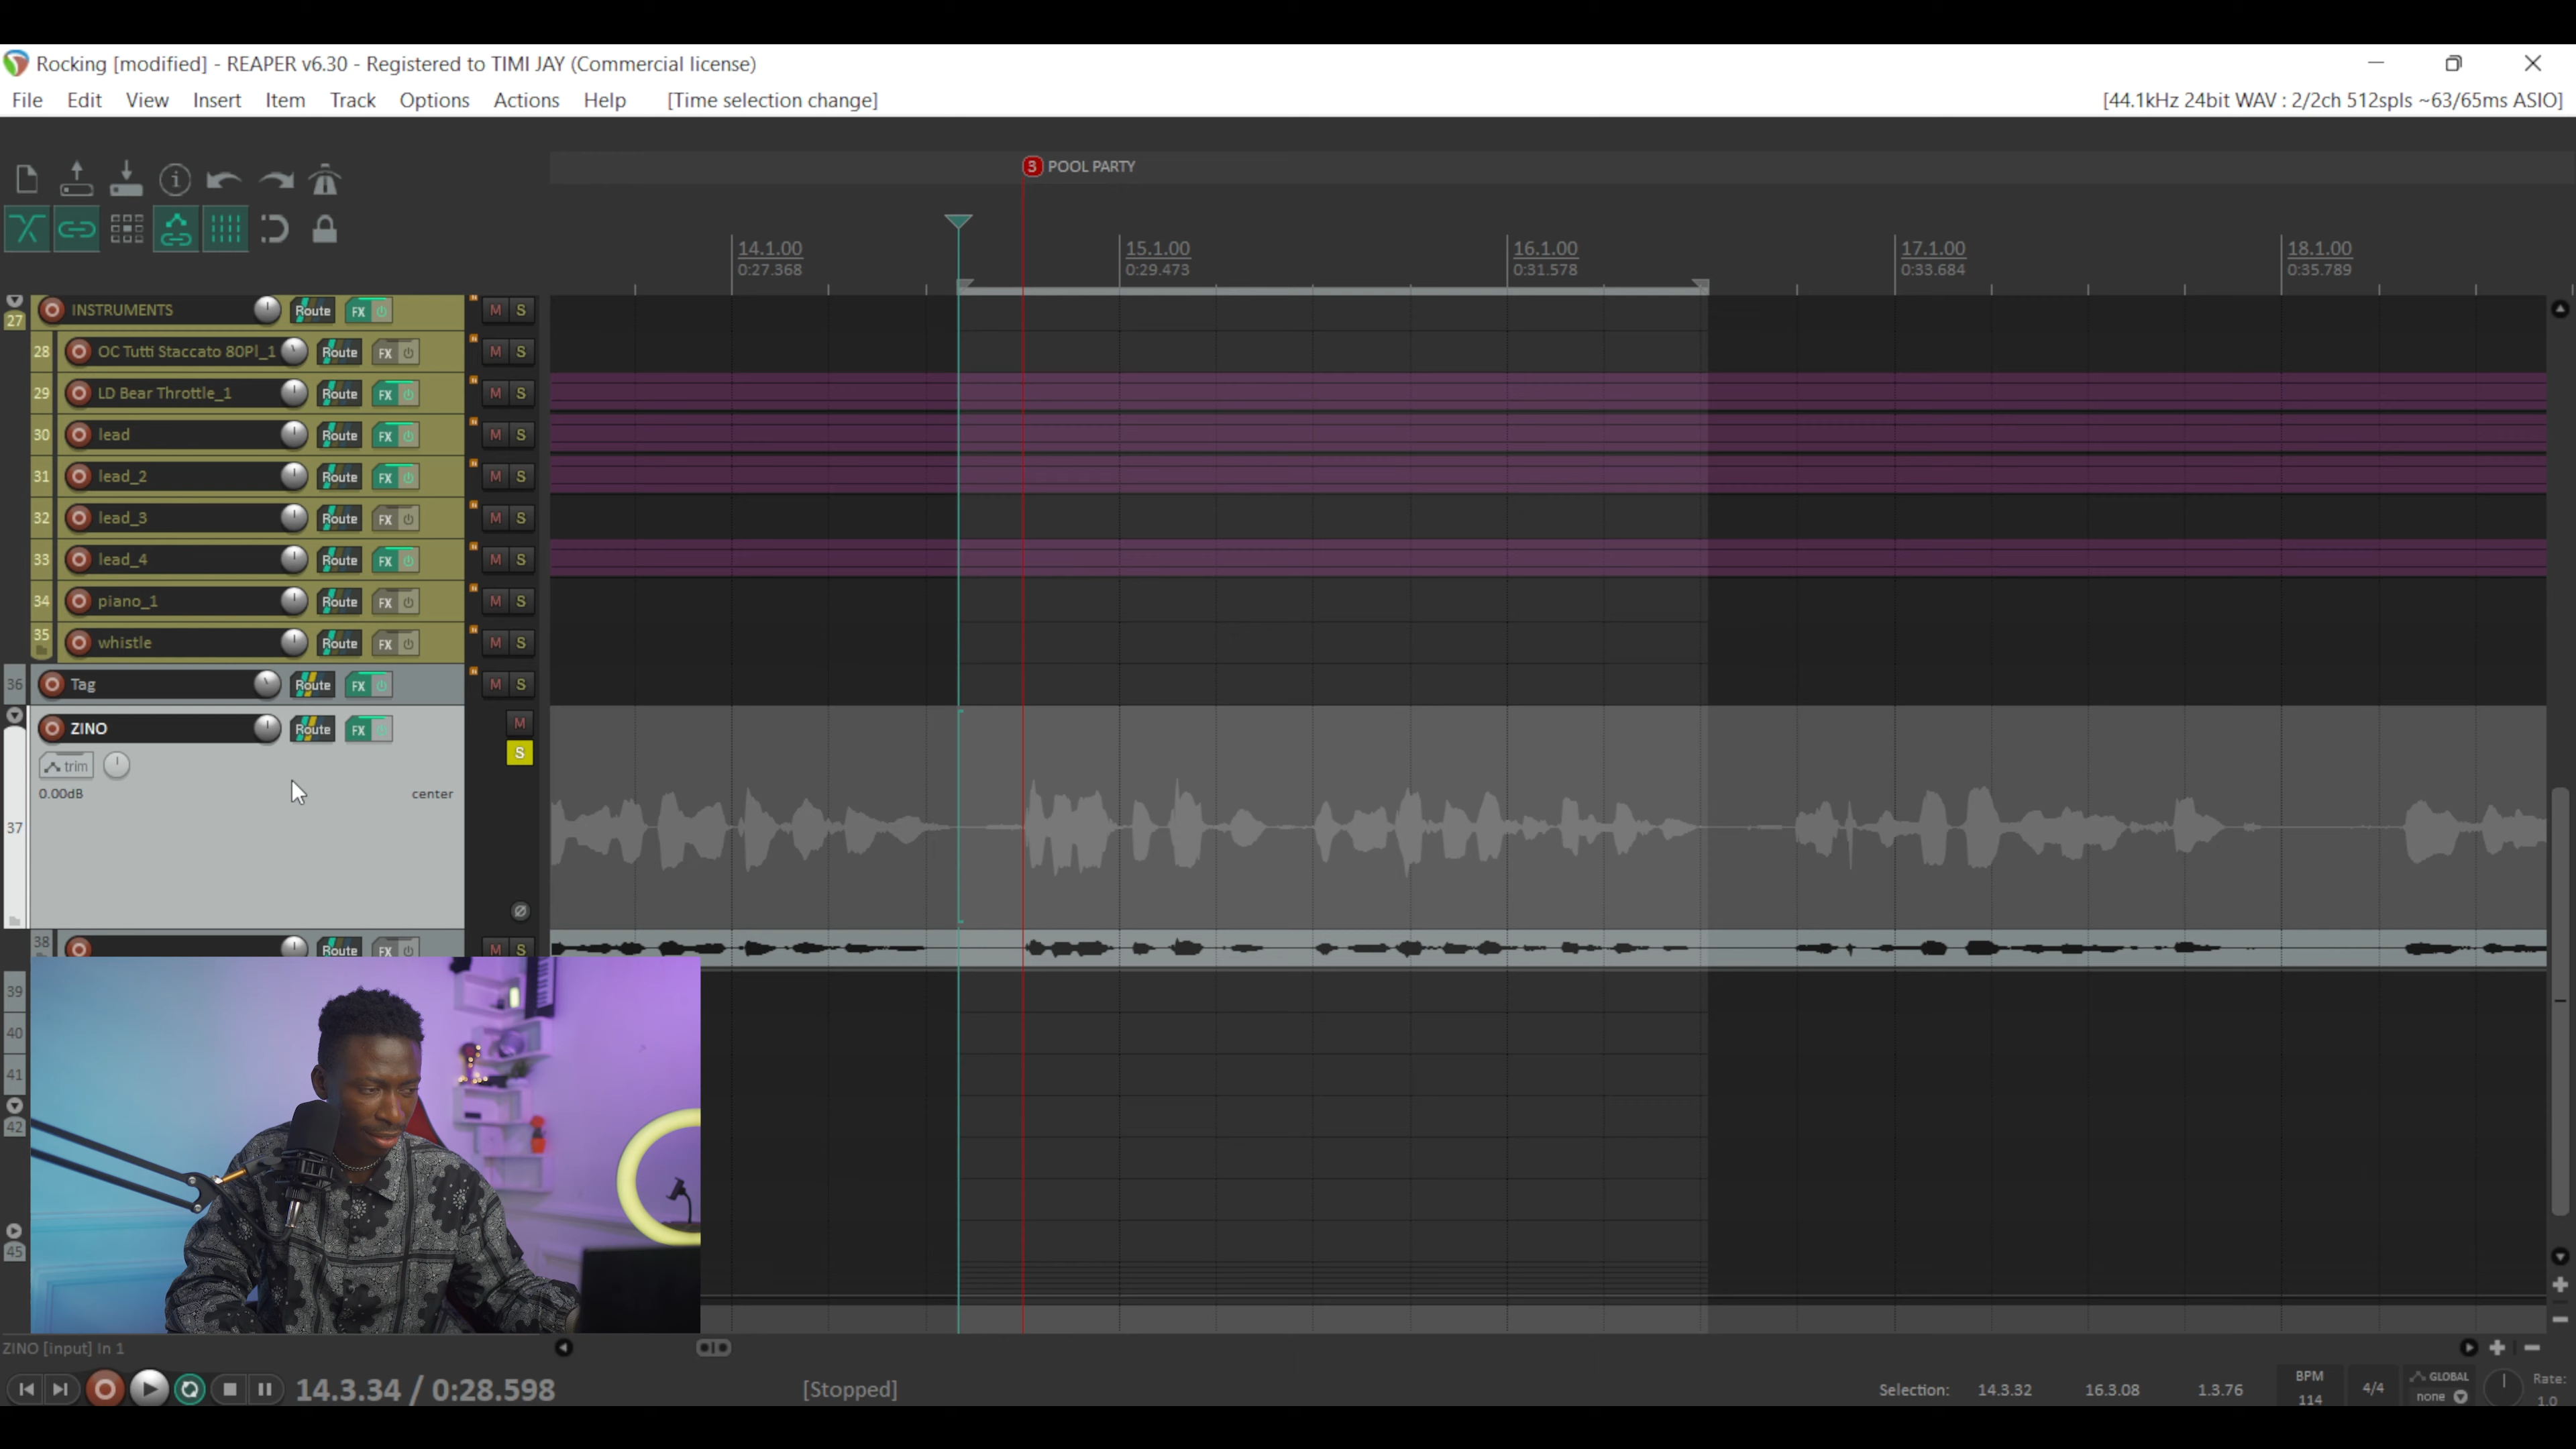 Rocking [modified] - REAPER v6.30 - Registered to TIMI JAY (Commercial license)
File Edit View Insert Item Track Options Actions Help [Time selection change] [44.1kHz 24bit WAV : 2/2ch 512spls ~63/65ms ASIO]
3 POOL PARTY
14.1.00 15.1.00 16.1.00 17.1.00 18.1.00
0:27.368 0:29.473 0:31.578 0:33.684 0:35.789
27 INSTRUMENTS Route FX M S
28 OC Tutti Staccato 80Pl_1 Route FX M S
29 LD Bear Throttle_1 Route FX M S
30 lead Route FX M S
31 lead_2 Route FX M S
32 lead_3 Route FX M S
33 lead_4 Route FX M S
34 piano_1 Route FX M S
35 whistle Route FX M S
36 Tag Route FX M S
ZINO Route FX M
trim S
0.00dB center
37
38 Route FX M S
39
40
41
42
45
ZINO [input] In 1
14.3.34 / 0:28.598 [Stopped] Selection: 14.3.32 16.3.08 1.3.76 BPM 114 4/4 GLOBAL none Rate: 1.0